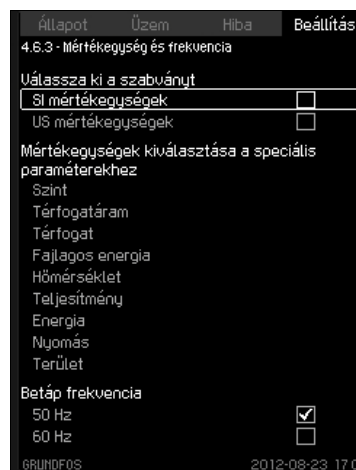 Állapot Üzem Hiba Beállítás
4.6.3 - Mértékegység és frekvencia
Válassza ki a szabványt
SI mértékegységek
US mértékegységek
Mértékegységek kiválasztása a speciális
paraméterekhez
Szint
Térfogatáram
Térfogat
Fajlagos energia
Hőmérséklet
Teljesítmény
Energia
Nyomás
Terület
Betáp frekvencia
50 Hz
60 Hz
GRUNDFOS 2012-08-23 17:0